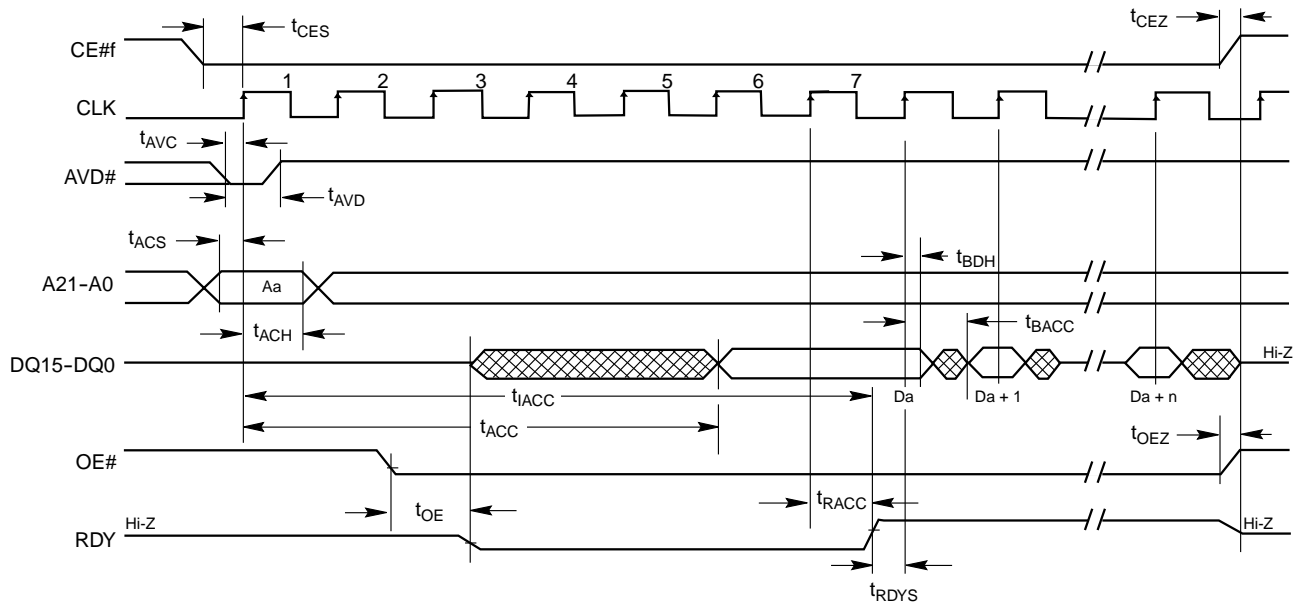 tCES
tCEZ
CE#f
1 2 3 4 5 6 7
CLK
tAVC
AVD#
tAVD
tACS
tBDH
A21-A0
Aa
tACH
tBACC
DQ15-DQ0
Hi-Z
tIACC
Da
Da + 1
Da + n
tACC
tOEZ
OE#
tRACC
tOE
Hi-Z
Hi-Z
RDY
tRDYS